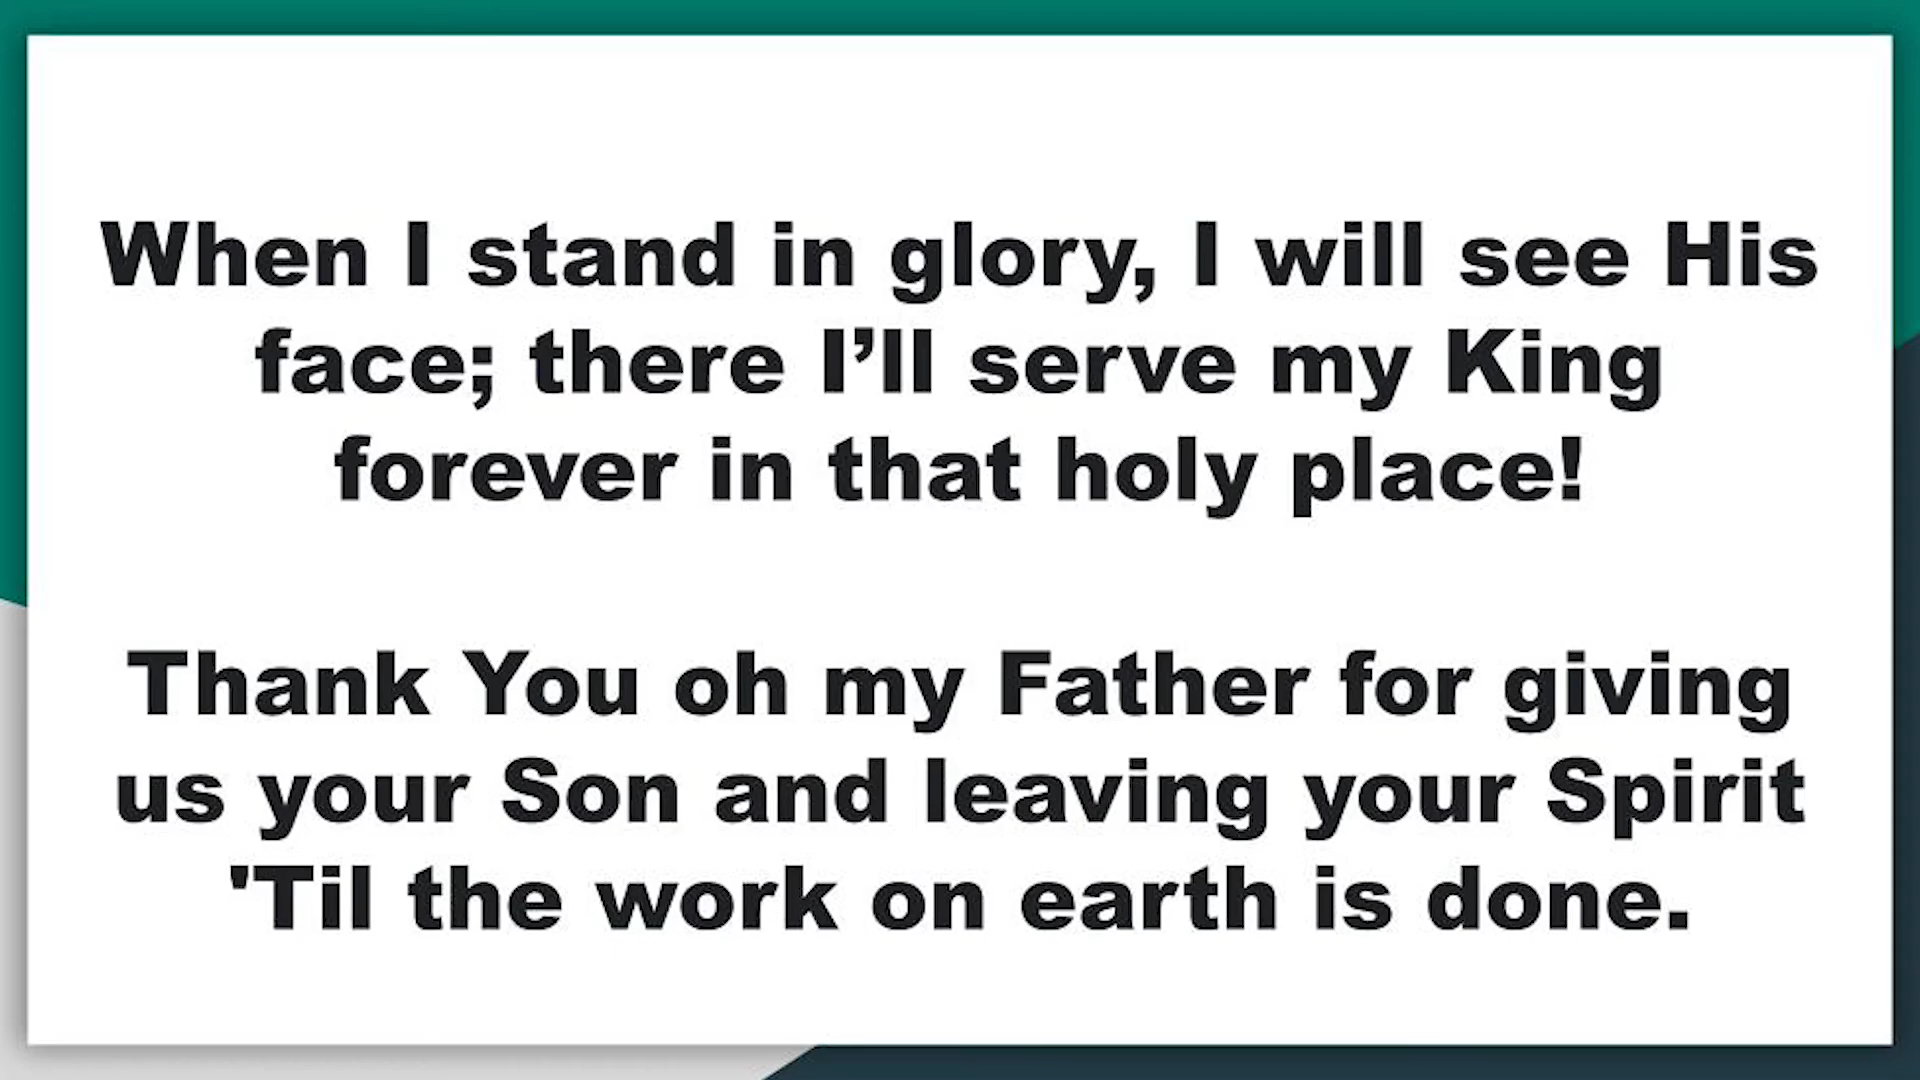 When I stand in glory, I will see His
face; there I’ll serve my King
forever in that holy place!
Thank You oh my Father for giving
us your Son and leaving your Spirit
'Til the work on earth is done.